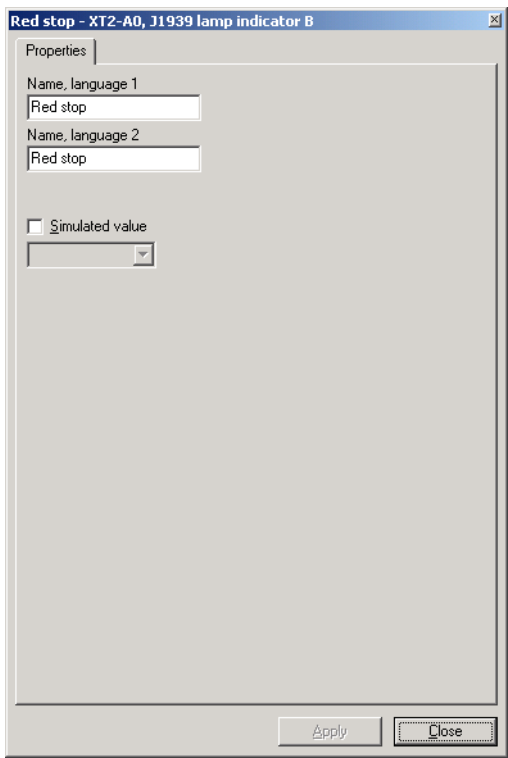 Red stop - XT2-A0, J1939 lamp indicator B
Properties
Name, language 1
Red stop
Name, language 2
Red stop
Simulated value
Apply Close